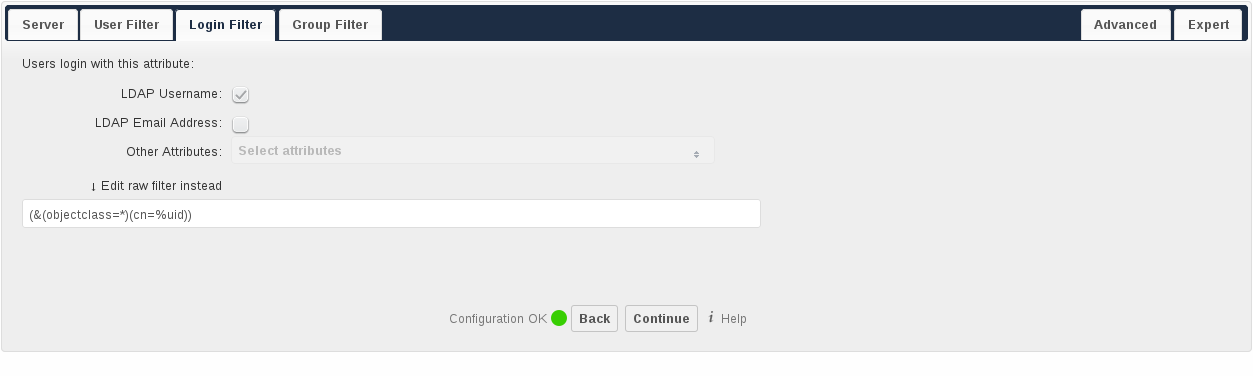 Server User Filter Login Filter Group Filter Advanced Expert
Users login with this attribute:
LDAP Username:
LDAP Email Address:
Other Attributes: Select attributes
↓ Edit raw filter instead
(&(objectclass=*)(cn=%uid))
Configuration OK Back Continue i Help